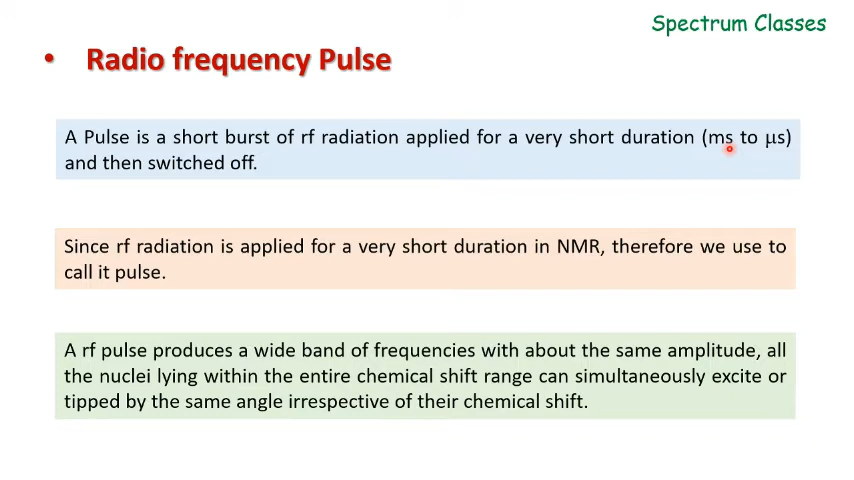 Spectrum Classes
• Radio frequency Pulse
A Pulse is a short burst of rf radiation applied for a very short duration (ms to µs)
and then switched off.
Since rf radiation is applied for a very short duration in NMR, therefore we use to
call it pulse.
A rf pulse produces a wide band of frequencies with about the same amplitude, all
the nuclei lying within the entire chemical shift range can simultaneously excite or
tipped by the same angle irrespective of their chemical shift.